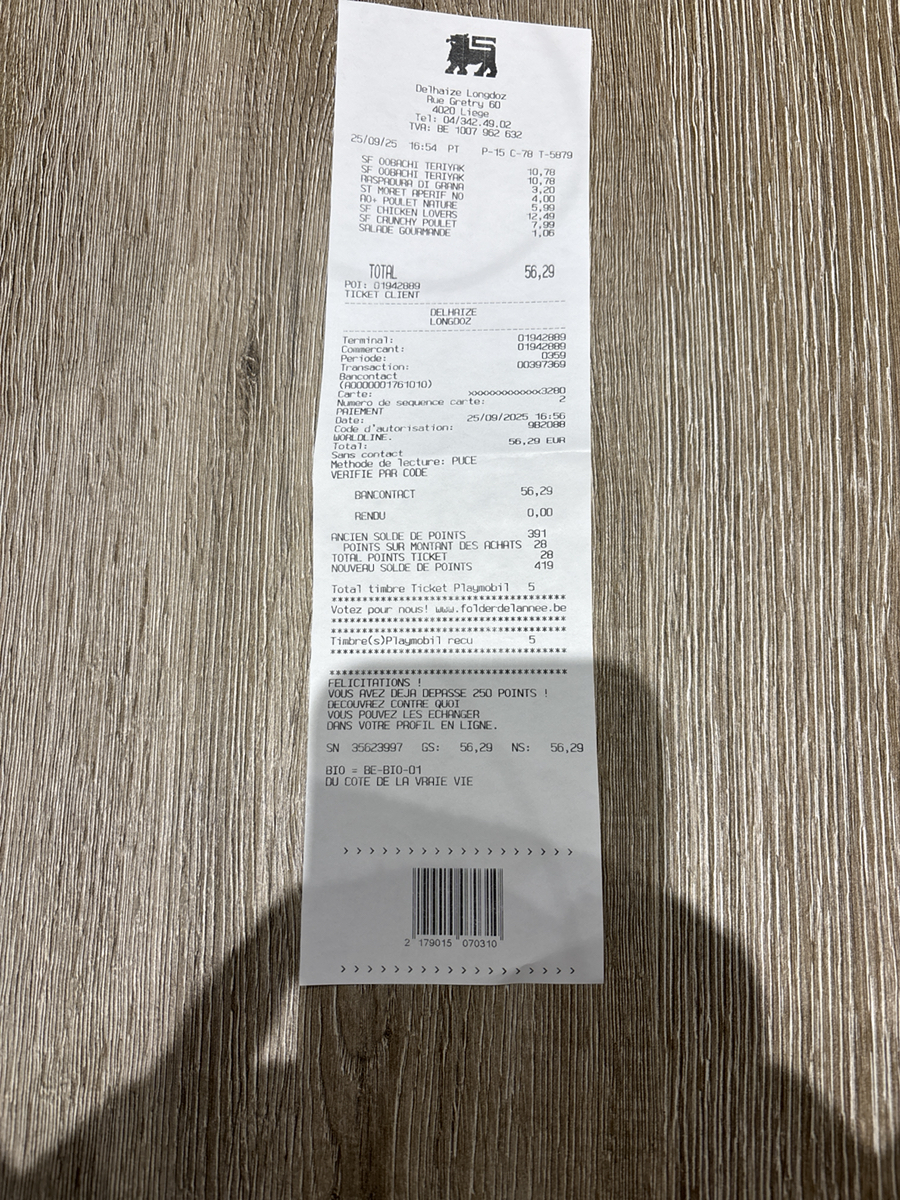 Delhaize Longdoz
Rue Gretry 60
4020 Liege
Tel: 04/342.49.02
TVA: BE 1007 962 632
25/09/25 16:54 PT P-15 C-78 T-5879
SF OOBACHI TERIYAK 10,78
SF OOBACHI TERIYAK 10,78
RASPADURA DI GRANA 3,20
ST MORET APERIF NO 4,00
AO+ POULET NATURE 5,99
SF CHICKEN LOVERS 12,49
SF CRUNCHY POULET 7,99
SALADE GOURMANDE 1,06
TOTAL 56,29
POI: 01942889
TICKET CLIENT
DELHAIZE
LONGDOZ
Terminal: 01942889
Commercant: 01942889
Periode: 0359
Transaction: 00397369
Bancontact
(A0000001761010)
Carte: xxxxxxxxxxxxx3280
Numero de sequence carte: 2
PAIEMENT
Date: 25/09/2025 16:56
Code d'autorisation: 982088
WORLDLINE.
Total: 56,29 EUR
Sans contact
Methode de lecture: PUCE
VERIFIE PAR CODE
BANCONTACT 56,29
RENDU 0,00
ANCIEN SOLDE DE POINTS 391
POINTS SUR MONTANT DES ACHATS 28
TOTAL POINTS TICKET 28
NOUVEAU SOLDE DE POINTS 419
Total timbre Ticket Playmobil 5
****************************************
Votez pour nous! www.folderdelannee.be
****************************************
****************************************
Timbre(s)Playmobil recu 5
****************************************
****************************************
FELICITATIONS !
VOUS AVEZ DEJA DEPASSE 250 POINTS !
DECOUVREZ CONTRE QUOI
VOUS POUVEZ LES ECHANGER
DANS VOTRE PROFIL EN LIGNE.
SN 35623997 GS: 56,29 NS: 56,29
BIO = BE-BIO-01
DU COTE DE LA VRAIE VIE
> > > > > > > > > > > > > > > >
2 179015 070310
> > > > > > > > > > > > > > > >